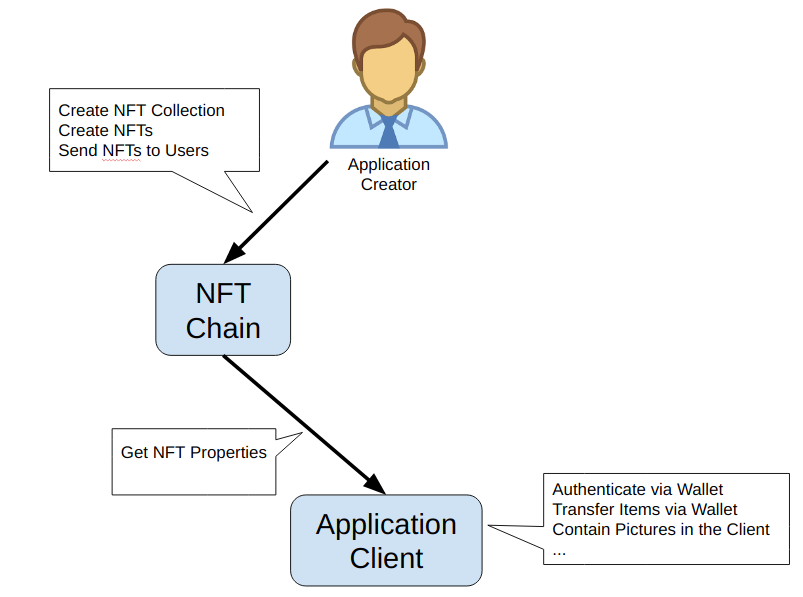 Create NFT Collection
Create NFTs
Send NFTs to Users
Application
Creator
NFT
Chain
Get NFT Properties
Application
Client
Authenticate via Wallet
Transfer Items via Wallet
Contain Pictures in the Client
...